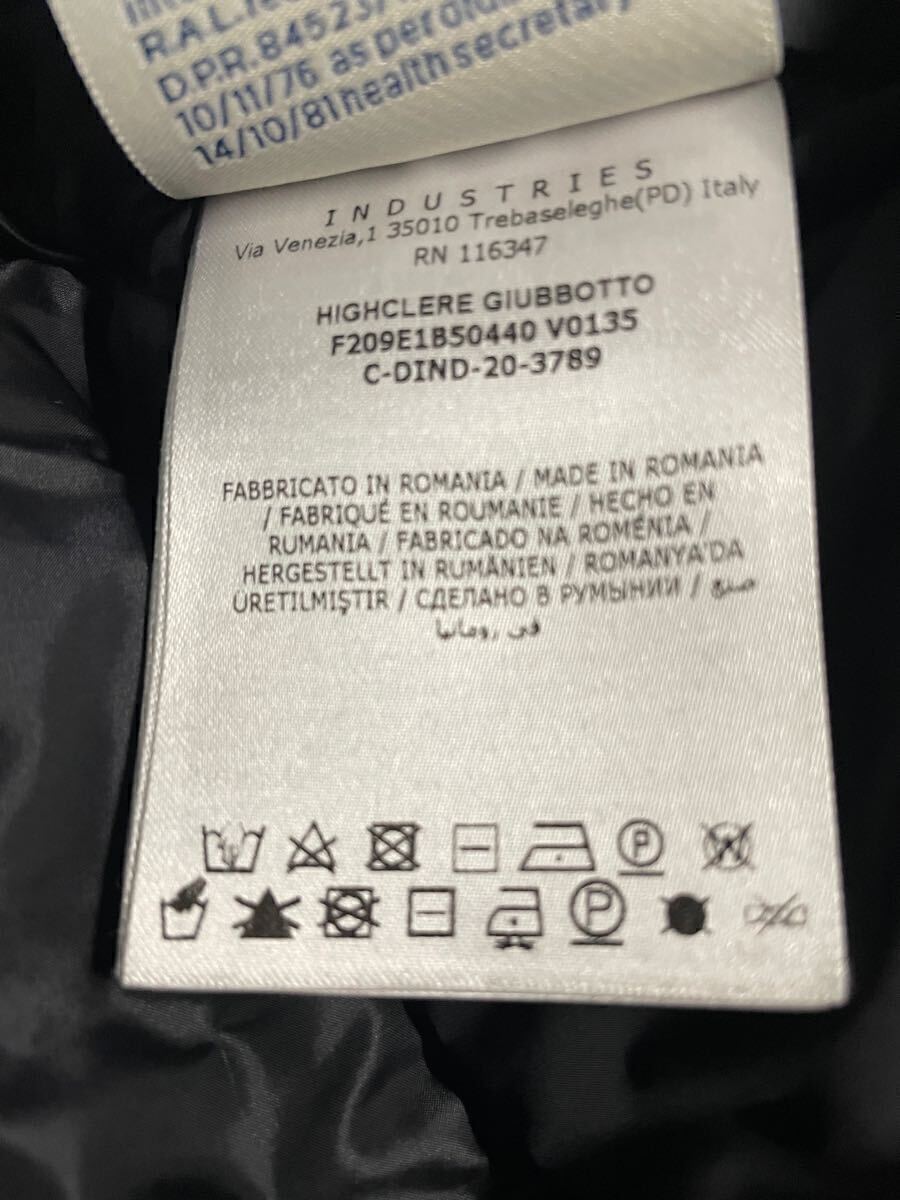 R.A.L.
D.P.R. 84523/
10/11/76 as per
14/10/81 health secretary
INDUSTRIES
Via Venezia,1 35010 Trebaseleghe(PD) Italy
RN 116347
HIGHCLERE GIUBBOTTO
F209E1B50440 V0135
C-DIND-20-3789
FABBRICATO IN ROMANIA / MADE IN ROMANIA
/ FABRIQUÉ EN ROUMANIE / HECHO EN
RUMANIA / FABRICADO NA ROMÉNIA /
HERGESTELLT IN RUMÄNIEN / ROMANYA'DA
ÜRETILMIŞTIR / СДЕЛАНО В РУМЫНИИ / صنع
في رومانيا
P
P